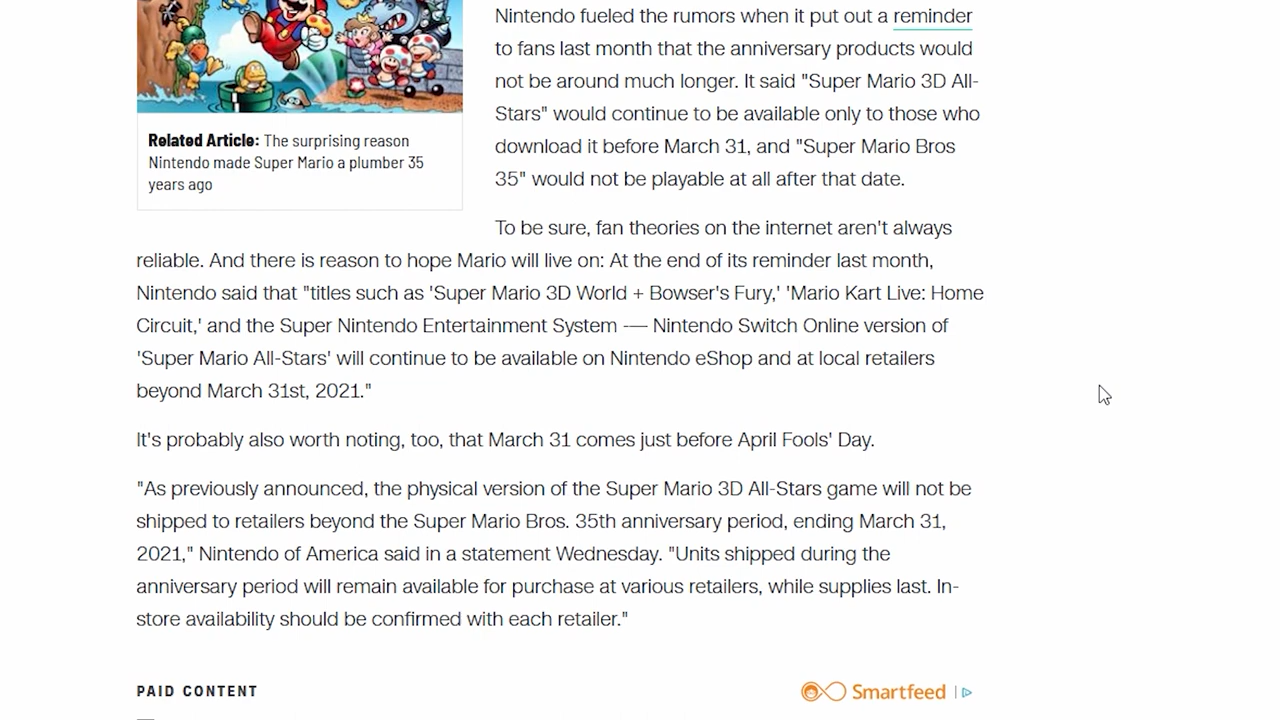 Nintendo fueled the rumors when it put out a reminder
to fans last month that the anniversary products would
not be around much longer. It said "Super Mario 3D All-
Stars" would continue to be available only to those who
download it before March 31, and "Super Mario Bros
35" would not be playable at all after that date.
Related Article: The surprising reason
Nintendo made Super Mario a plumber 35
years ago
To be sure, fan theories on the internet aren't always
reliable. And there is reason to hope Mario will live on: At the end of its reminder last month,
Nintendo said that "titles such as 'Super Mario 3D World + Bowser's Fury,' 'Mario Kart Live: Home
Circuit,' and the Super Nintendo Entertainment System -— Nintendo Switch Online version of
'Super Mario All-Stars' will continue to be available on Nintendo eShop and at local retailers
beyond March 31st, 2021."
It's probably also worth noting, too, that March 31 comes just before April Fools' Day.
"As previously announced, the physical version of the Super Mario 3D All-Stars game will not be
shipped to retailers beyond the Super Mario Bros. 35th anniversary period, ending March 31,
2021," Nintendo of America said in a statement Wednesday. "Units shipped during the
anniversary period will remain available for purchase at various retailers, while supplies last. In-
store availability should be confirmed with each retailer."
PAID CONTENT
Smartfeed